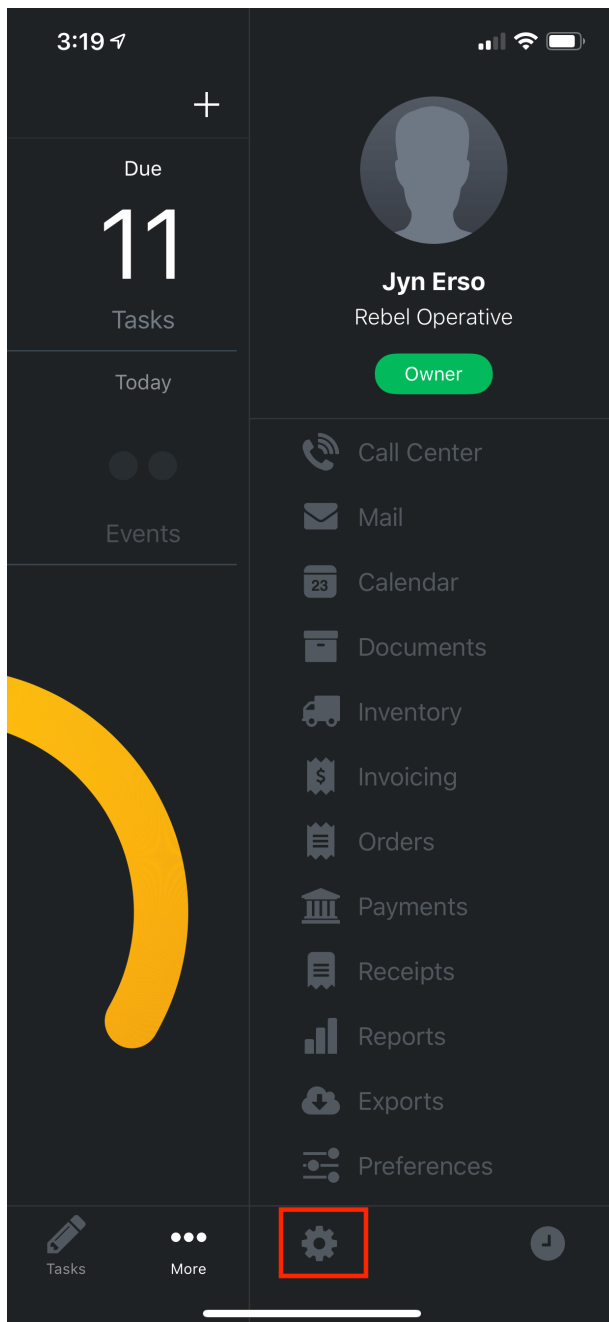 3:19
Due
11
Tasks
Today
Events
Jyn Erso
Rebel Operative
Owner
Call Center
Mail
23
Calendar
Documents
Inventory
$
Invoicing
Orders
Payments
Receipts
Reports
Exports
Preferences
Tasks
More